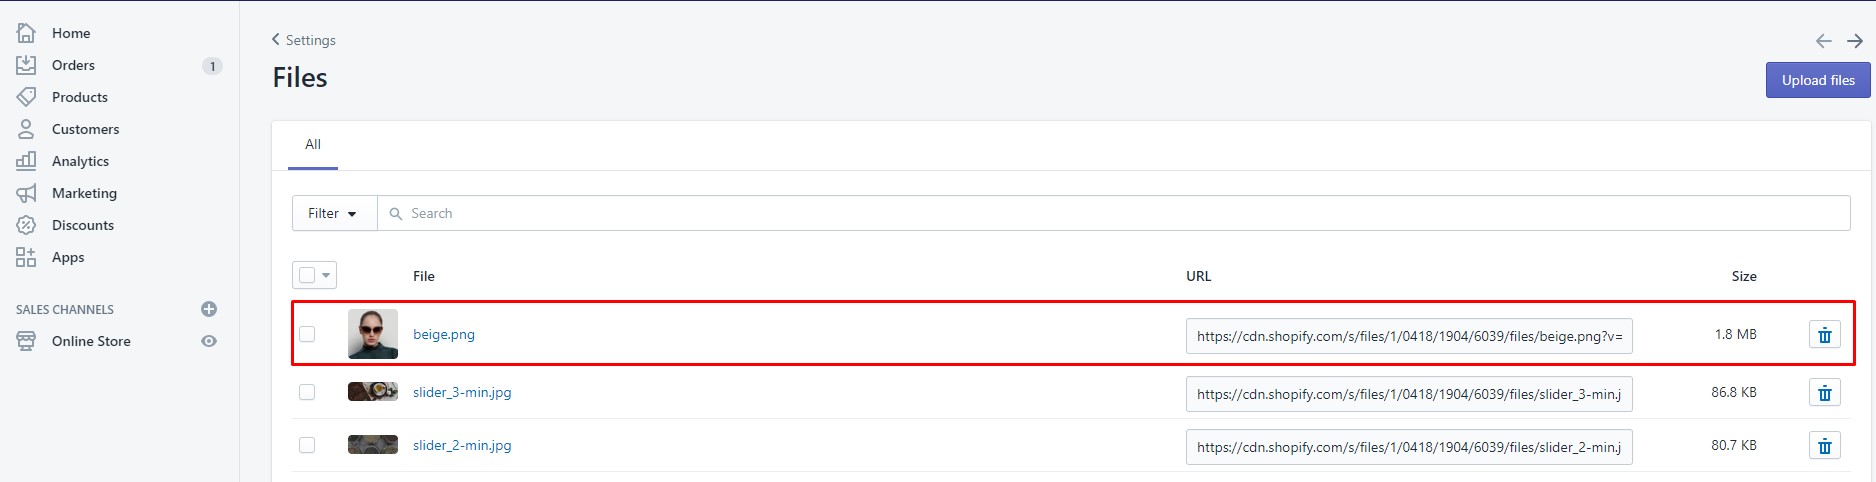 Home
Orders 1
Products
Customers
Analytics
Marketing
Discounts
Apps
SALES CHANNELS
Online Store
Settings
Files
Upload files
All
Filter Search
File URL Size
beige.png https://cdn.shopify.com/s/files/1/0418/1904/6039/files/beige.png?v= 1.8 MB
slider_3-min.jpg https://cdn.shopify.com/s/files/1/0418/1904/6039/files/slider_3-min.j 86.8 KB
slider_2-min.jpg https://cdn.shopify.com/s/files/1/0418/1904/6039/files/slider_2-min.j 80.7 KB